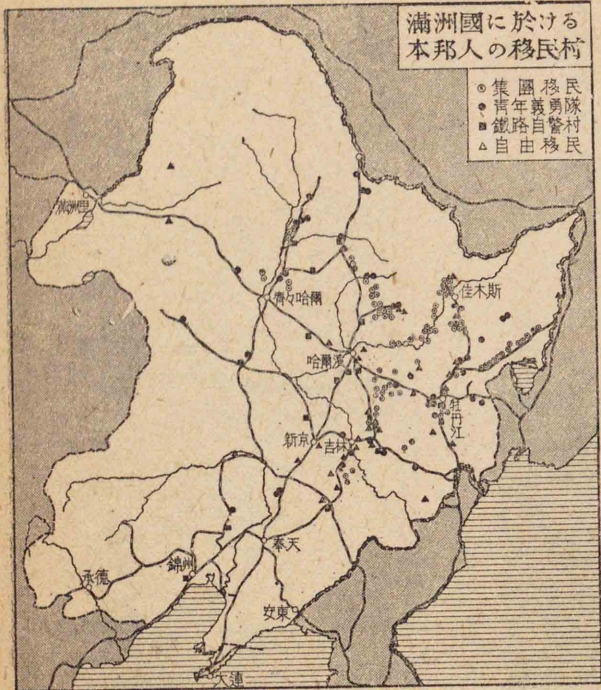 滿洲國に於ける
本邦人の移民村
集團移民
青年義勇隊
鐵路自警村
自由移民
滿洲里
齊々哈爾
佳木斯
哈爾濱
牡丹江
新京
吉林
奉天
錦州
承德
安東
大連